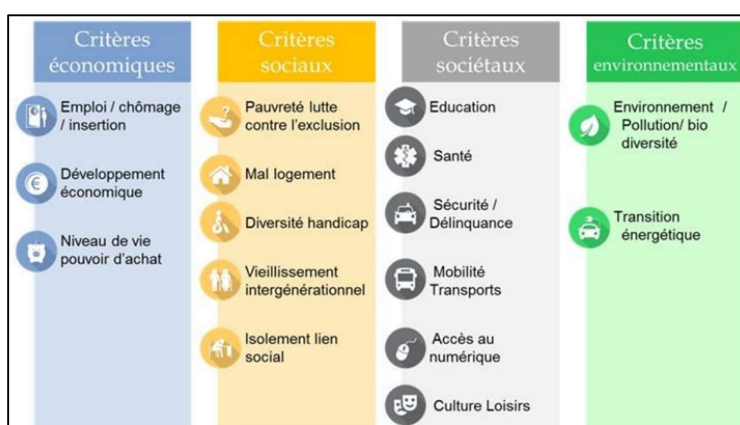 Critères
économiques
Emploi / chômage
/ insertion
Développement
économique
Niveau de vie
pouvoir d'achat
Critères
sociaux
Pauvreté lutte
contre l'exclusion
Mal logement
Diversité handicap
Vieillissement
intergénérationnel
Isolement lien
social
Critères
sociétaux
Education
Santé
Sécurité /
Délinquance
Mobilité
Transports
Accès au
numérique
Culture Loisirs
Critères
environnementaux
Environnement /
Pollution/ bio
diversité
Transition
énergétique